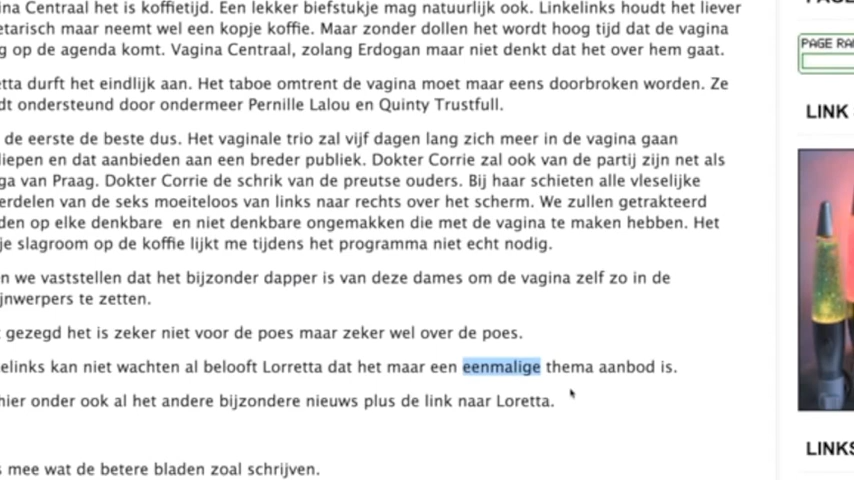 ina Centraal het is koffietijd. Een lekker biefstukje mag natuurlijk ook. Linkelinks houdt het liever
etarisch maar neemt wel een kopje koffie. Maar zonder dollen het wordt hoog tijd dat de vagina
g op de agenda komt. Vagina Centraal, zolang Erdogan maar niet denkt dat het over hem gaat.
etta durft het eindlijk aan. Het taboe omtrent de vagina moet maar eens doorbroken worden. Ze
dt ondersteund door ondermeer Pernille Lalou en Quinty Trustfull.
de eerste de beste dus. Het vaginale trio zal vijf dagen lang zich meer in de vagina gaan
liepen en dat aanbieden aan een breder publiek. Dokter Corrie zal ook van de partij zijn net als
ga van Praag. Dokter Corrie de schrik van de preutse ouders. Bij haar schieten alle vleselijke
erdelen van de seks moeiteloos van links naar rechts over het scherm. We zullen getrakteerd
den op elke denkbare en niet denkbare ongemakken die met de vagina te maken hebben. Het
je slagroom op de koffie lijkt me tijdens het programma niet echt nodig.
n we vaststellen dat het bijzonder dapper is van deze dames om de vagina zelf zo in de
jnwerpers te zetten.
t gezegd het is zeker niet voor de poes maar zeker wel over de poes.
elinks kan niet wachten al belooft Lorretta dat het maar een eenmalige thema aanbod is.
hier onder ook al het andere bijzondere nieuws plus de link naar Loretta.
s mee wat de betere bladen zoal schrijven.
PAGE RA
LINK
LINKS